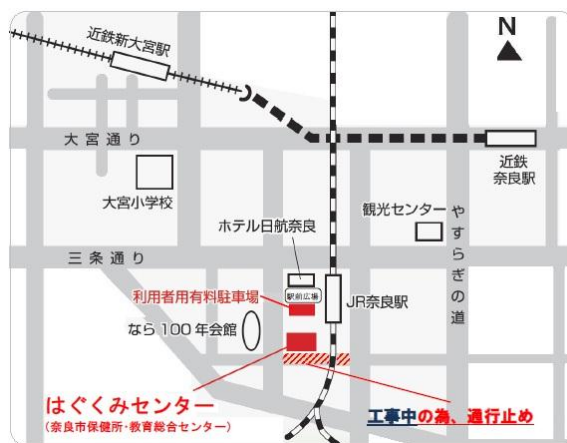 近鉄新大宮駅
N
大宮通り
近鉄
奈良駅
大宮小学校
観光センター
やすらぎの道
ホテル日航奈良
三条通り
駅前広場
利用者用有料駐車場
JR奈良駅
なら100年会館
はぐくみセンター
(奈良市保健所・教育総合センター)
工事中の為、通行止め